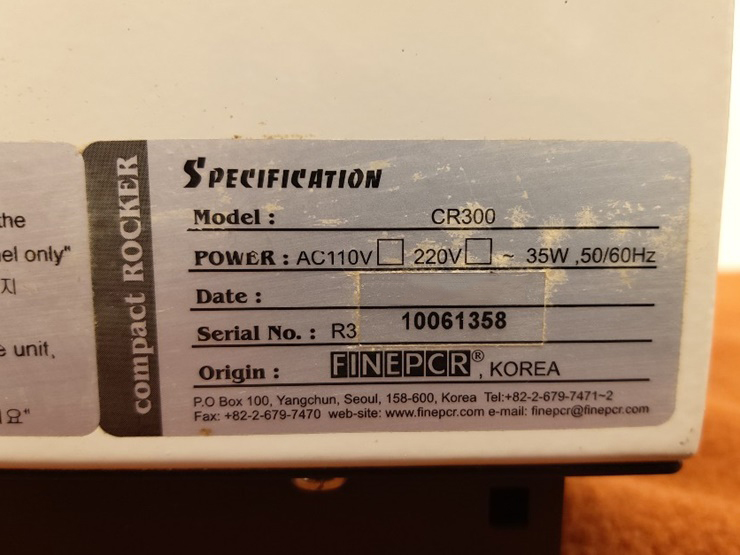 the
nel only"
지
e unit,
요"
compact ROCKER
SPECIFICATION
Model : CR300
POWER : AC110V □ 220V □ ~ 35W ,50/60Hz
Date :
Serial No. : R3 10061358
Origin : FINEPCR® , KOREA
P.O Box 100, Yangchun, Seoul, 158-600, Korea Tel:+82-2-679-7471~2
Fax: +82-2-679-7470 web-site: www.finepcr.com e-mail: finepcr@finepcr.com